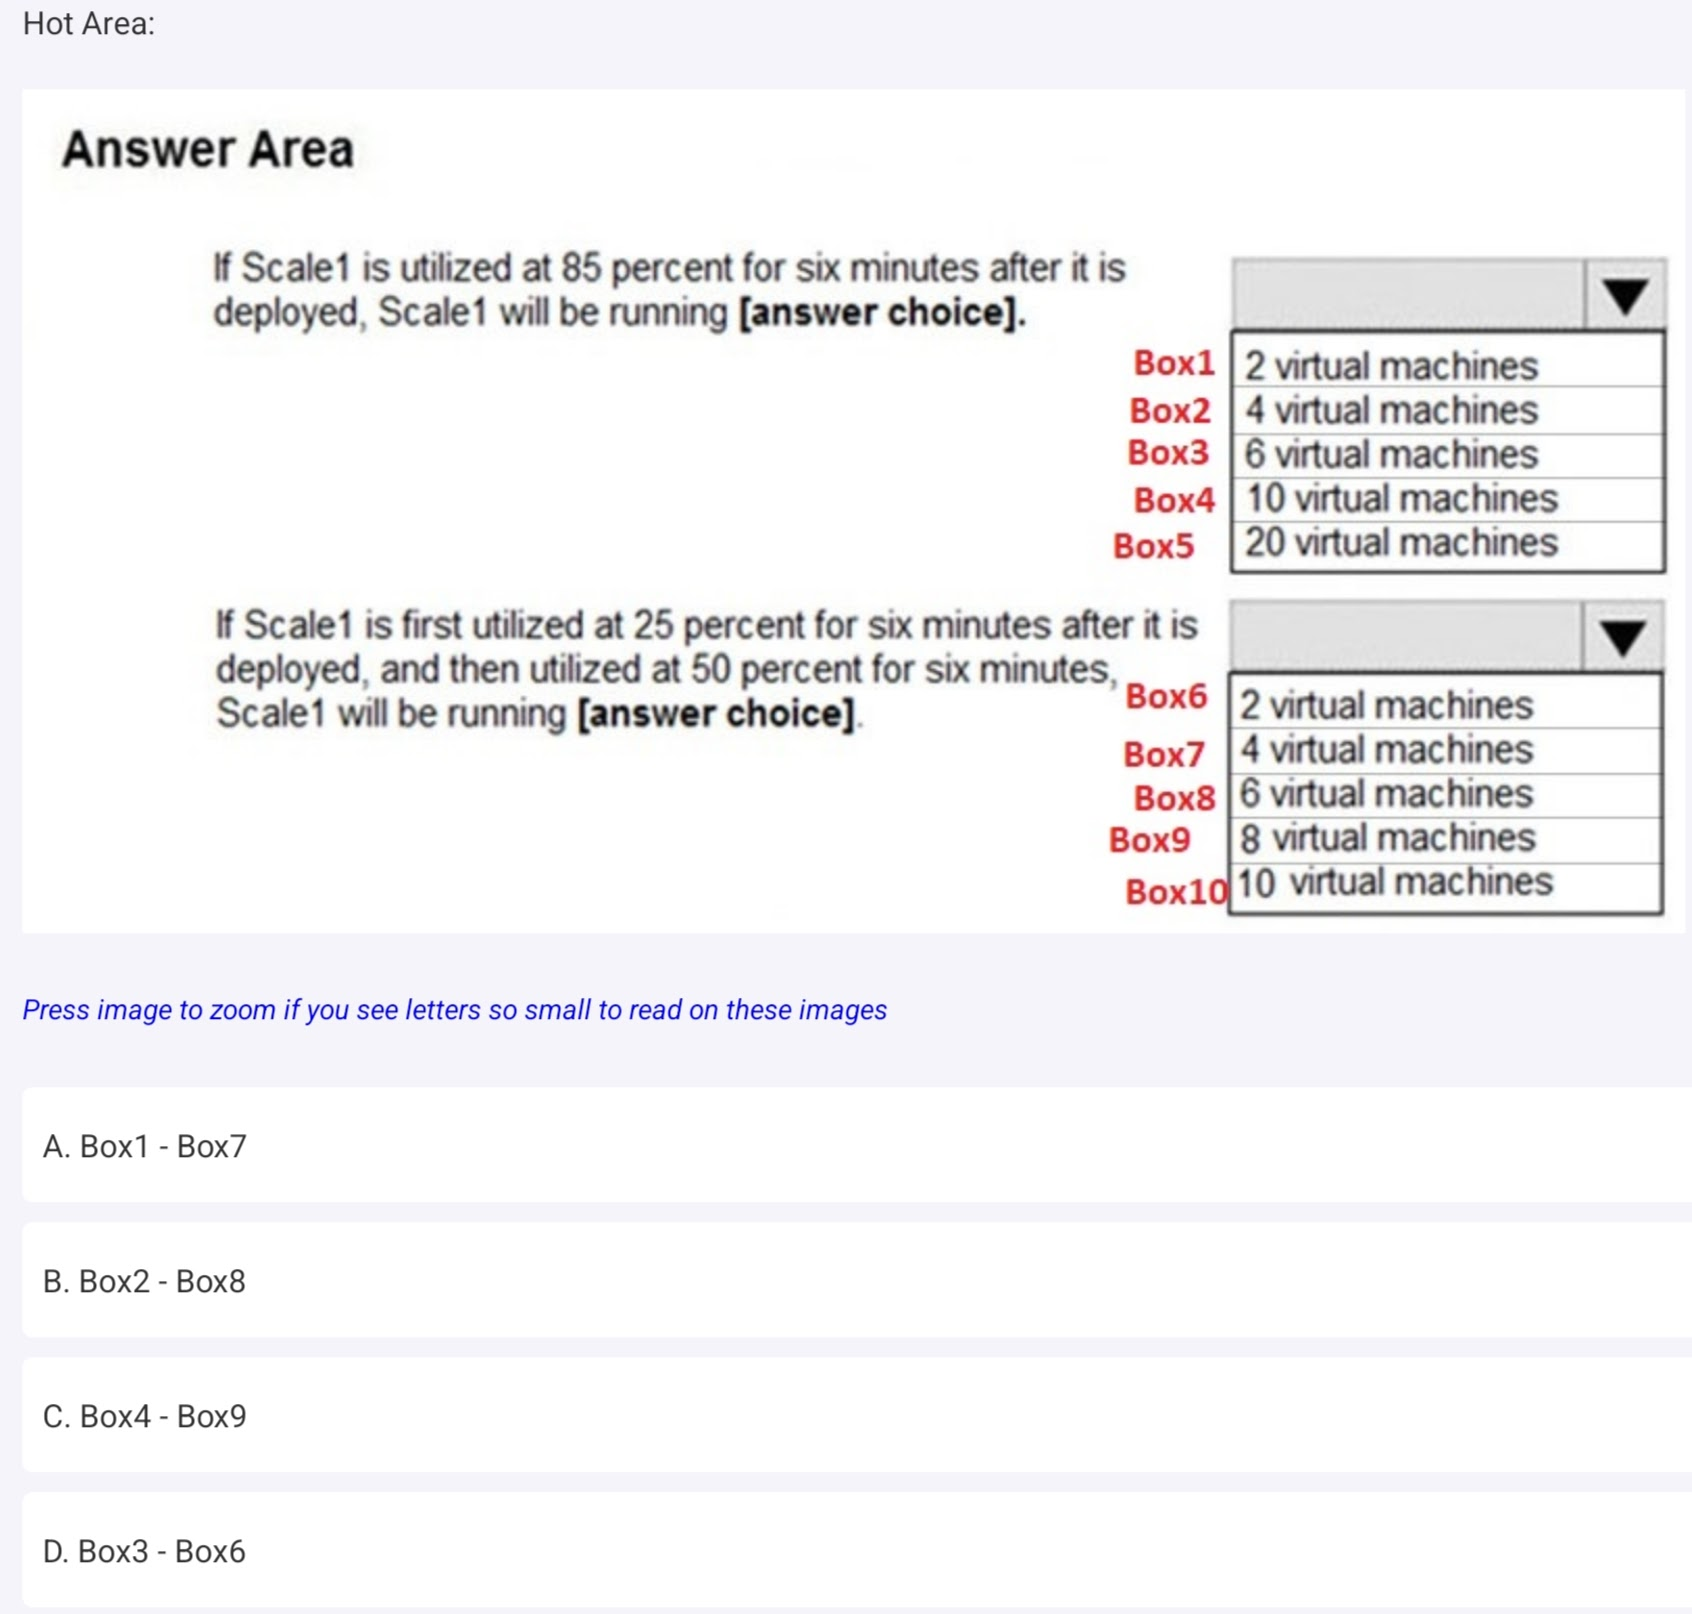 Hot Area:
Answer Area
If Scale1 is utilized at 85 percent for six minutes after it is
deployed, Scale1 will be running [answer choice].
Box1 2 virtual machines
Box2 4 virtual machines
Box3 6 virtual machines
Box4 10 virtual machines
Box5 20 virtual machines
If Scale1 is first utilized at 25 percent for six minutes after it is
deployed, and then utilized at 50 percent for six minutes,
Scale1 will be running [answer choice].
Box6 2 virtual machines
Box7 4 virtual machines
Box8 6 virtual machines
Box9 8 virtual machines
Box10 10 virtual machines
Press image to zoom if you see letters so small to read on these images
A. Box1 - Box7
B. Box2 - Box8
C. Box4 - Box9
D. Box3 - Box6